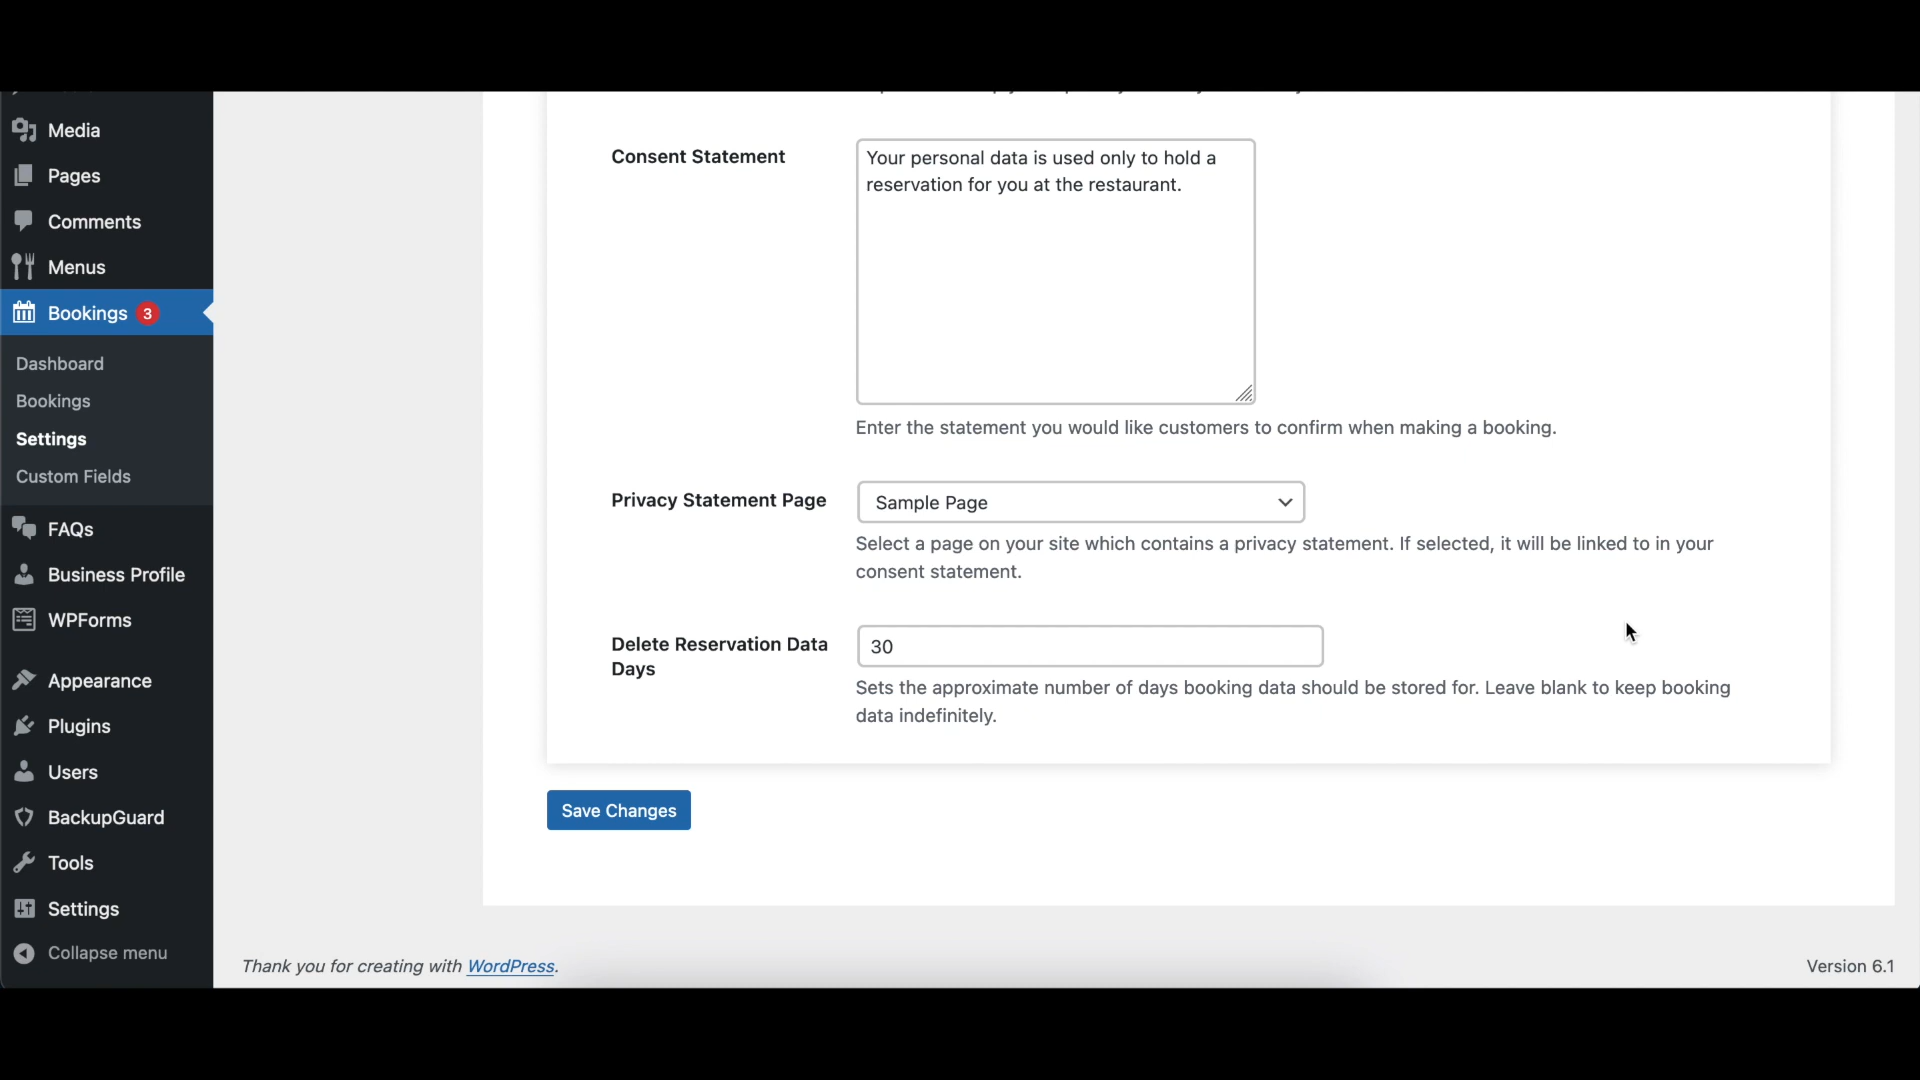 Media
Pages
Comments
Menus
Bookings 3
Dashboard
Bookings
Settings
Custom Fields
FAQs
Business Profile
WPForms
Appearance
Plugins
Users
BackupGuard
Tools
Settings
Collapse menu
Consent Statement
Your personal data is used only to hold a
reservation for you at the restaurant.
Enter the statement you would like customers to confirm when making a booking.
Privacy Statement Page
Sample Page
Select a page on your site which contains a privacy statement. If selected, it will be linked to in your
consent statement.
Delete Reservation Data
Days
30
Sets the approximate number of days booking data should be stored for. Leave blank to keep booking
data indefinitely.
Save Changes
Thank you for creating with WordPress.
Version 6.1